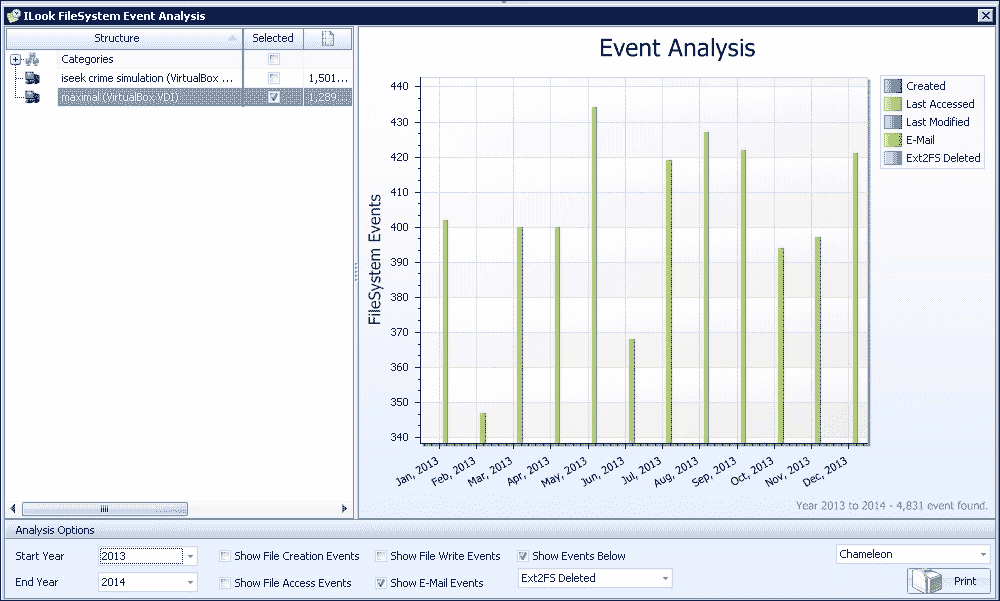 ILook FileSystem Event Analysis
Structure Selected
Categories
iseek crime simulation (VirtualBox ... 1,501...
maximal (VirtualBox VDI) 1,289...
Event Analysis
FileSystem Events
440
430
420
410
400
390
380
370
360
350
340
Jan, 2013
Feb, 2013
Mar, 2013
Apr, 2013
May, 2013
Jun, 2013
Jul, 2013
Aug, 2013
Sep, 2013
Oct, 2013
Nov, 2013
Dec, 2013
Created
Last Accessed
Last Modified
E-Mail
Ext2FS Deleted
Year 2013 to 2014 - 4,831 event found.
Analysis Options
Start Year 2013 Show File Creation Events Show File Write Events Show Events Below Chameleon
End Year 2014 Show File Access Events Show E-Mail Events Ext2FS Deleted Print